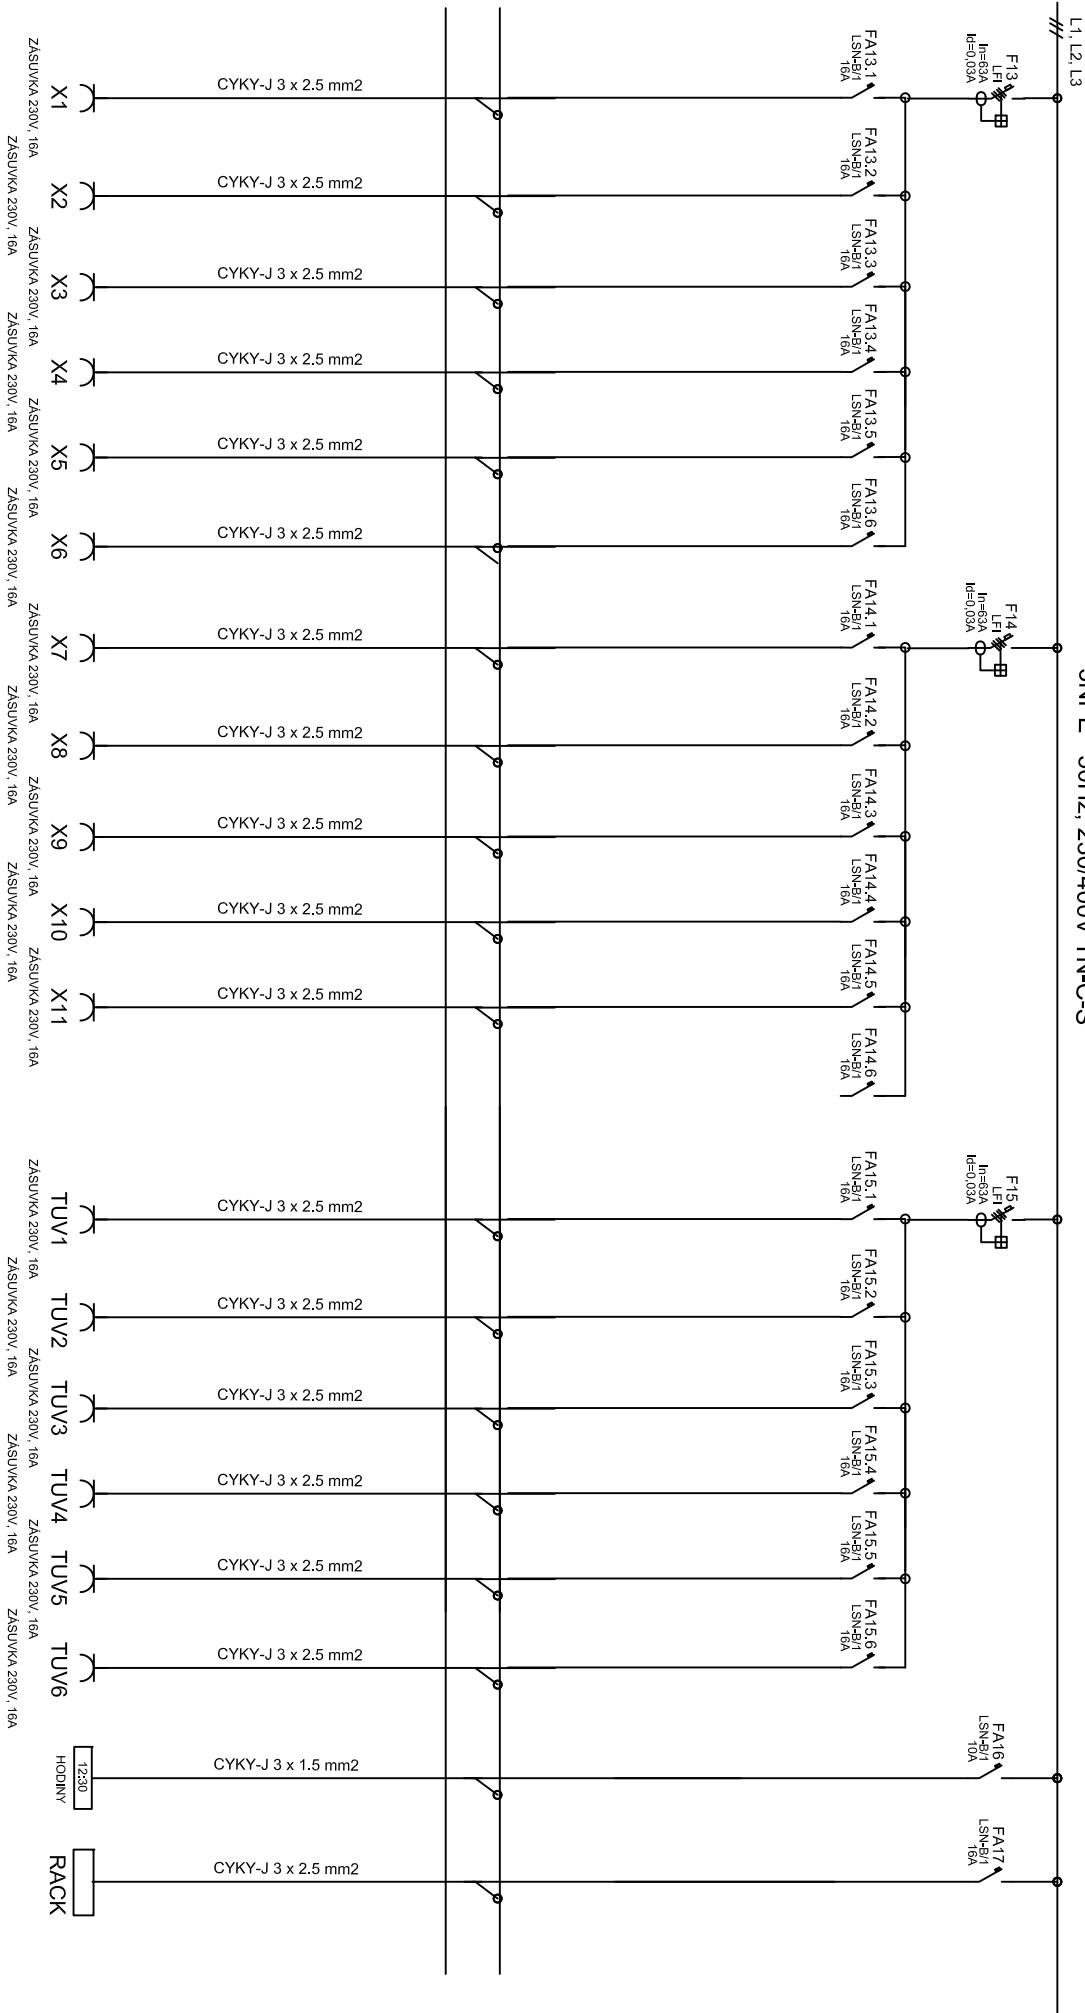 L1, L2, L3
F13
LFI
In=63A
Id=0,03A
FA13.1
LSN-B/1
16A
CYKY-J 3 x 2.5 mm2
X1
ZÁSUVKA 230V, 16A
FA13.2
LSN-B/1
16A
CYKY-J 3 x 2.5 mm2
X2
ZÁSUVKA 230V, 16A
FA13.3
LSN-B/1
16A
CYKY-J 3 x 2.5 mm2
X3
ZÁSUVKA 230V, 16A
FA13.4
LSN-B/1
16A
CYKY-J 3 x 2.5 mm2
X4
ZÁSUVKA 230V, 16A
FA13.5
LSN-B/1
16A
CYKY-J 3 x 2.5 mm2
X5
ZÁSUVKA 230V, 16A
FA13.6
LSN-B/1
16A
CYKY-J 3 x 2.5 mm2
X6
ZÁSUVKA 230V, 16A
50Hz, 230/400V TN-C-S
F14
LFI
In=63A
Id=0,03A
FA14.1
LSN-B/1
16A
CYKY-J 3 x 2.5 mm2
X7
ZÁSUVKA 230V, 16A
FA14.2
LSN-B/1
16A
CYKY-J 3 x 2.5 mm2
X8
ZÁSUVKA 230V, 16A
FA14.3
LSN-B/1
16A
CYKY-J 3 x 2.5 mm2
X9
ZÁSUVKA 230V, 16A
FA14.4
LSN-B/1
16A
CYKY-J 3 x 2.5 mm2
X10
ZÁSUVKA 230V, 16A
FA14.5
LSN-B/1
16A
CYKY-J 3 x 2.5 mm2
X11
ZÁSUVKA 230V, 16A
FA14.6
LSN-B/1
16A
F15
LFI
In=63A
Id=0,03A
FA15.1
LSN-B/1
16A
CYKY-J 3 x 2.5 mm2
TUV1
ZÁSUVKA 230V, 16A
FA15.2
LSN-B/1
16A
CYKY-J 3 x 2.5 mm2
TUV2
ZÁSUVKA 230V, 16A
FA15.3
LSN-B/1
16A
CYKY-J 3 x 2.5 mm2
TUV3
ZÁSUVKA 230V, 16A
FA15.4
LSN-B/1
16A
CYKY-J 3 x 2.5 mm2
TUV4
ZÁSUVKA 230V, 16A
FA15.5
LSN-B/1
16A
CYKY-J 3 x 2.5 mm2
TUV5
ZÁSUVKA 230V, 16A
FA15.6
LSN-B/1
16A
CYKY-J 3 x 2.5 mm2
TUV6
ZÁSUVKA 230V, 16A
FA16
LSN-B/1
10A
CYKY-J 3 x 1.5 mm2
12:30
HODINY
FA17
LSN-B/1
16A
CYKY-J 3 x 2.5 mm2
RACK